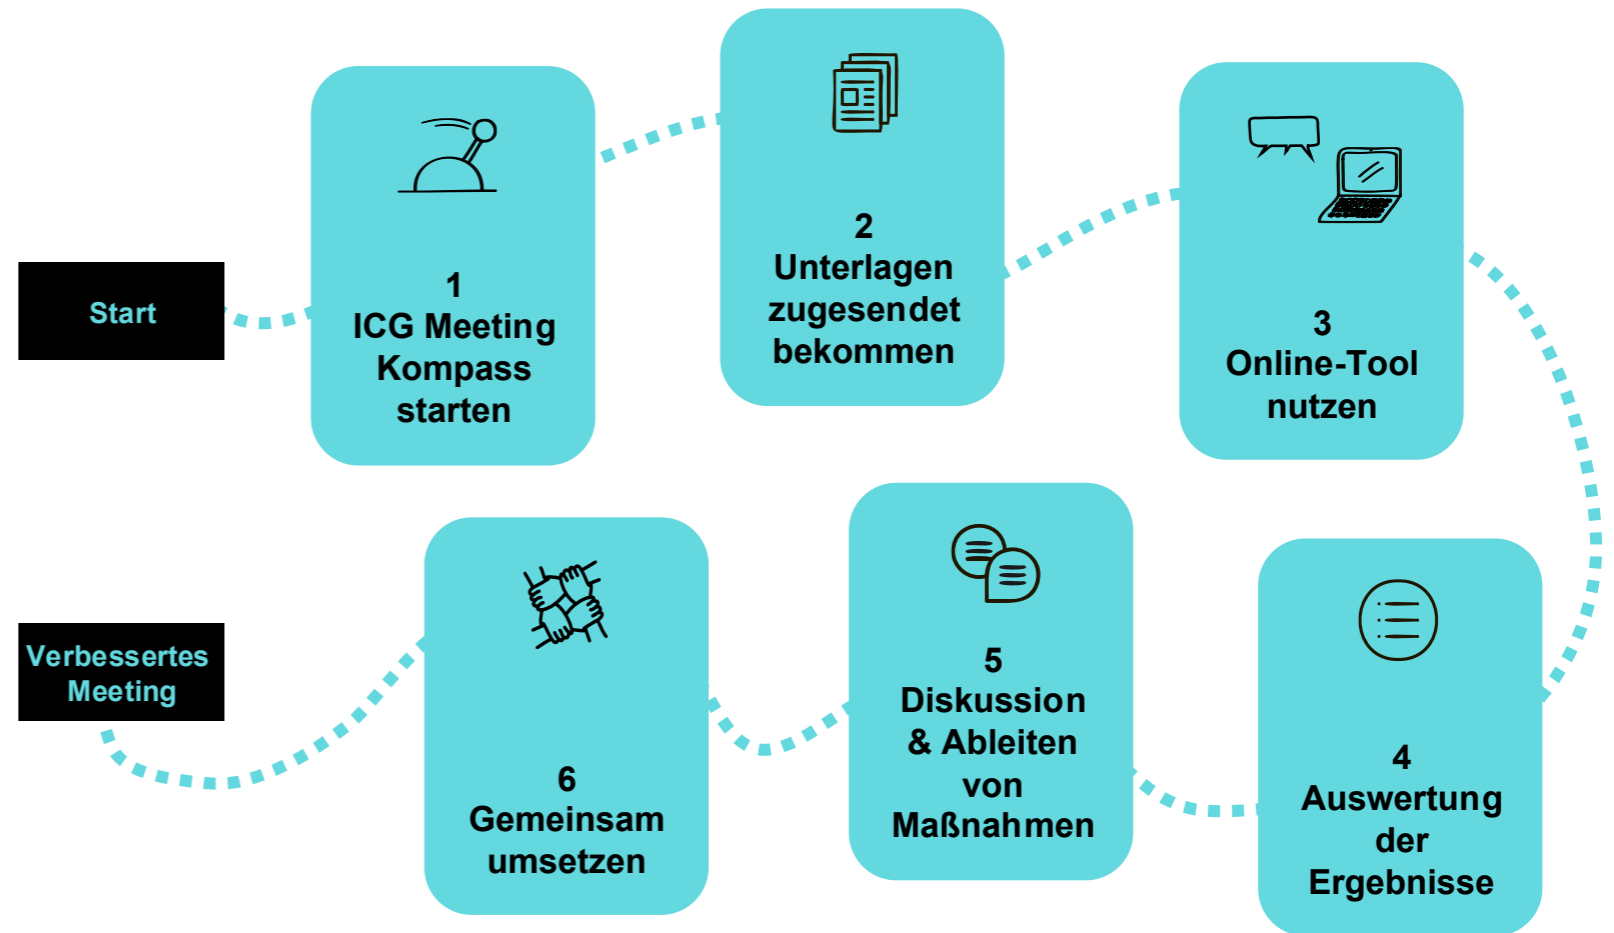 Start
1
ICG Meeting
Kompass
starten
2
Unterlagen
zugesendet
bekommen
3
Online-Tool
nutzen
4
Auswertung
der
Ergebnisse
5
Diskussion
& Ableiten
von
Maßnahmen
6
Gemeinsam
umsetzen
Verbessertes
Meeting